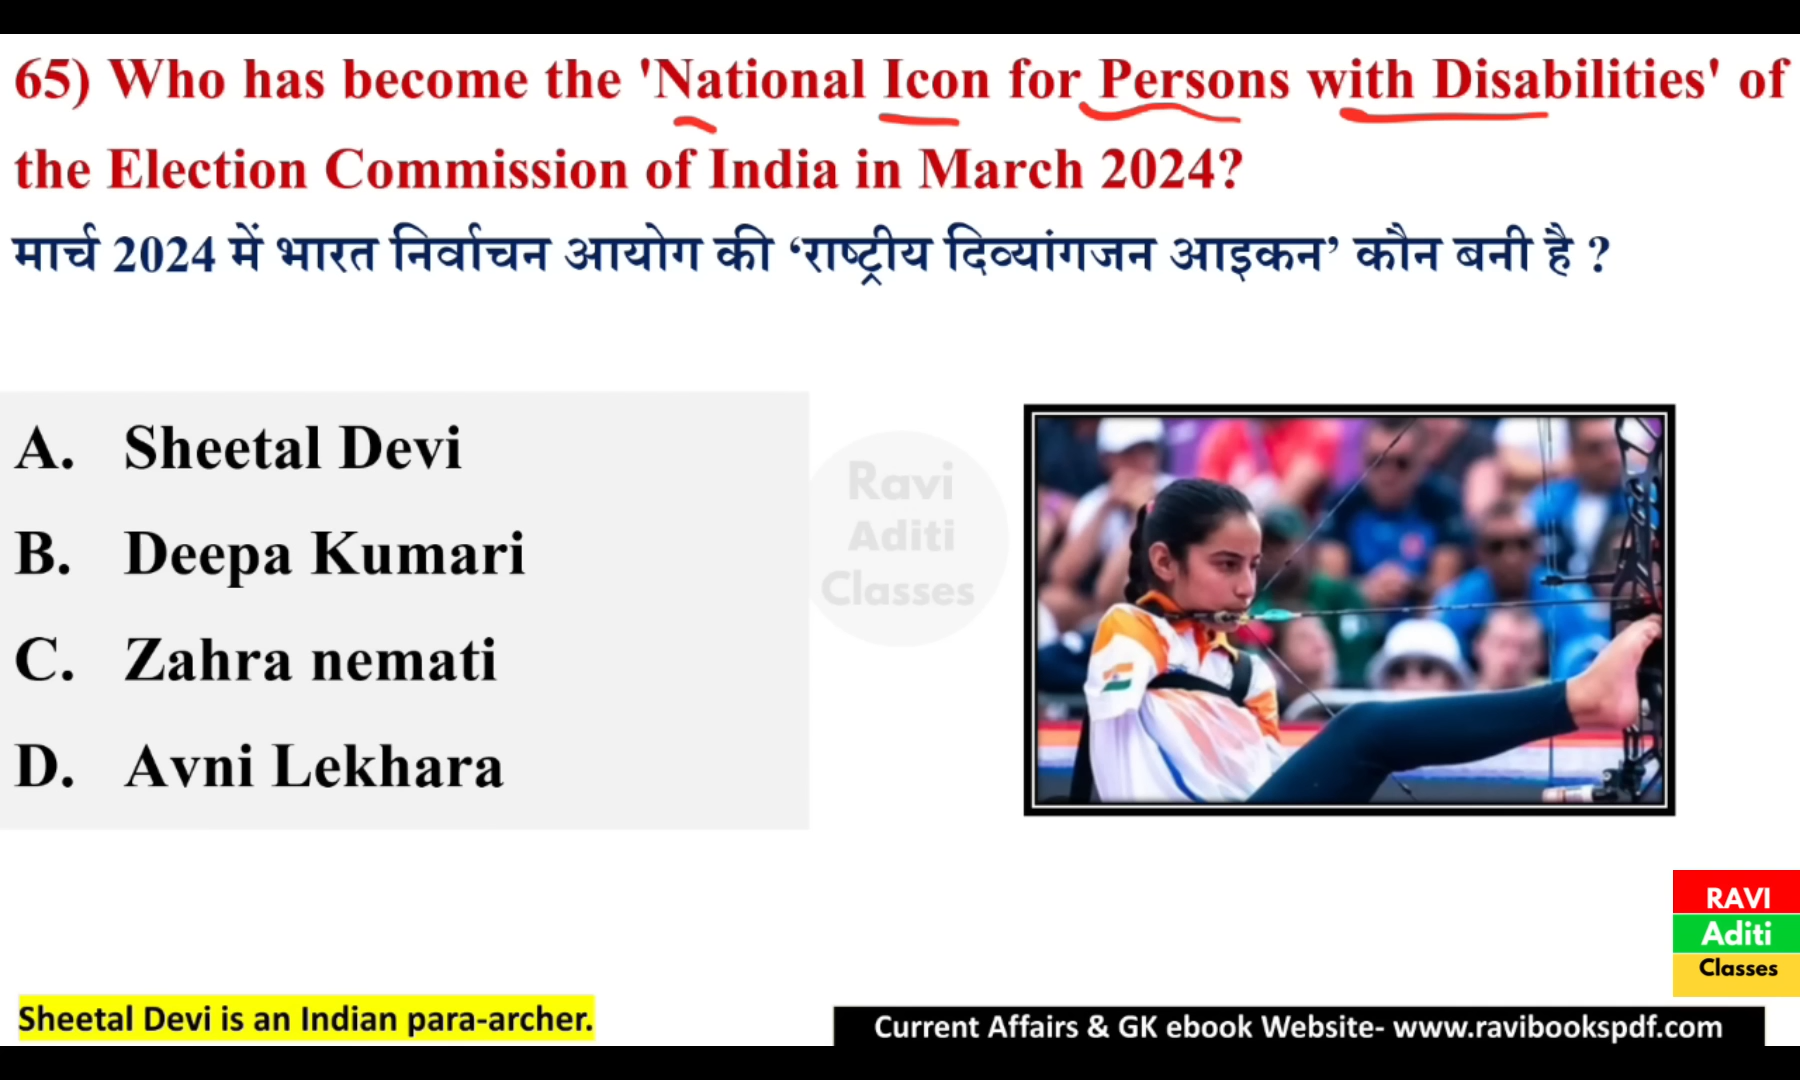 65) Who has become the 'National Icon for Persons with Disabilities' of
the Election Commission of India in March 2024?
मार्च 2024 में भारत निर्वाचन आयोग की ‘राष्ट्रीय दिव्यांगजन आइकन’ कौन बनी है ?
A. Sheetal Devi
B. Deepa Kumari
C. Zahra nemati
D. Avni Lekhara
Ravi
Aditi
Classes
RAVI
Aditi
Classes
Sheetal Devi is an Indian para-archer.
Current Affairs & GK ebook Website- www.ravibookspdf.com